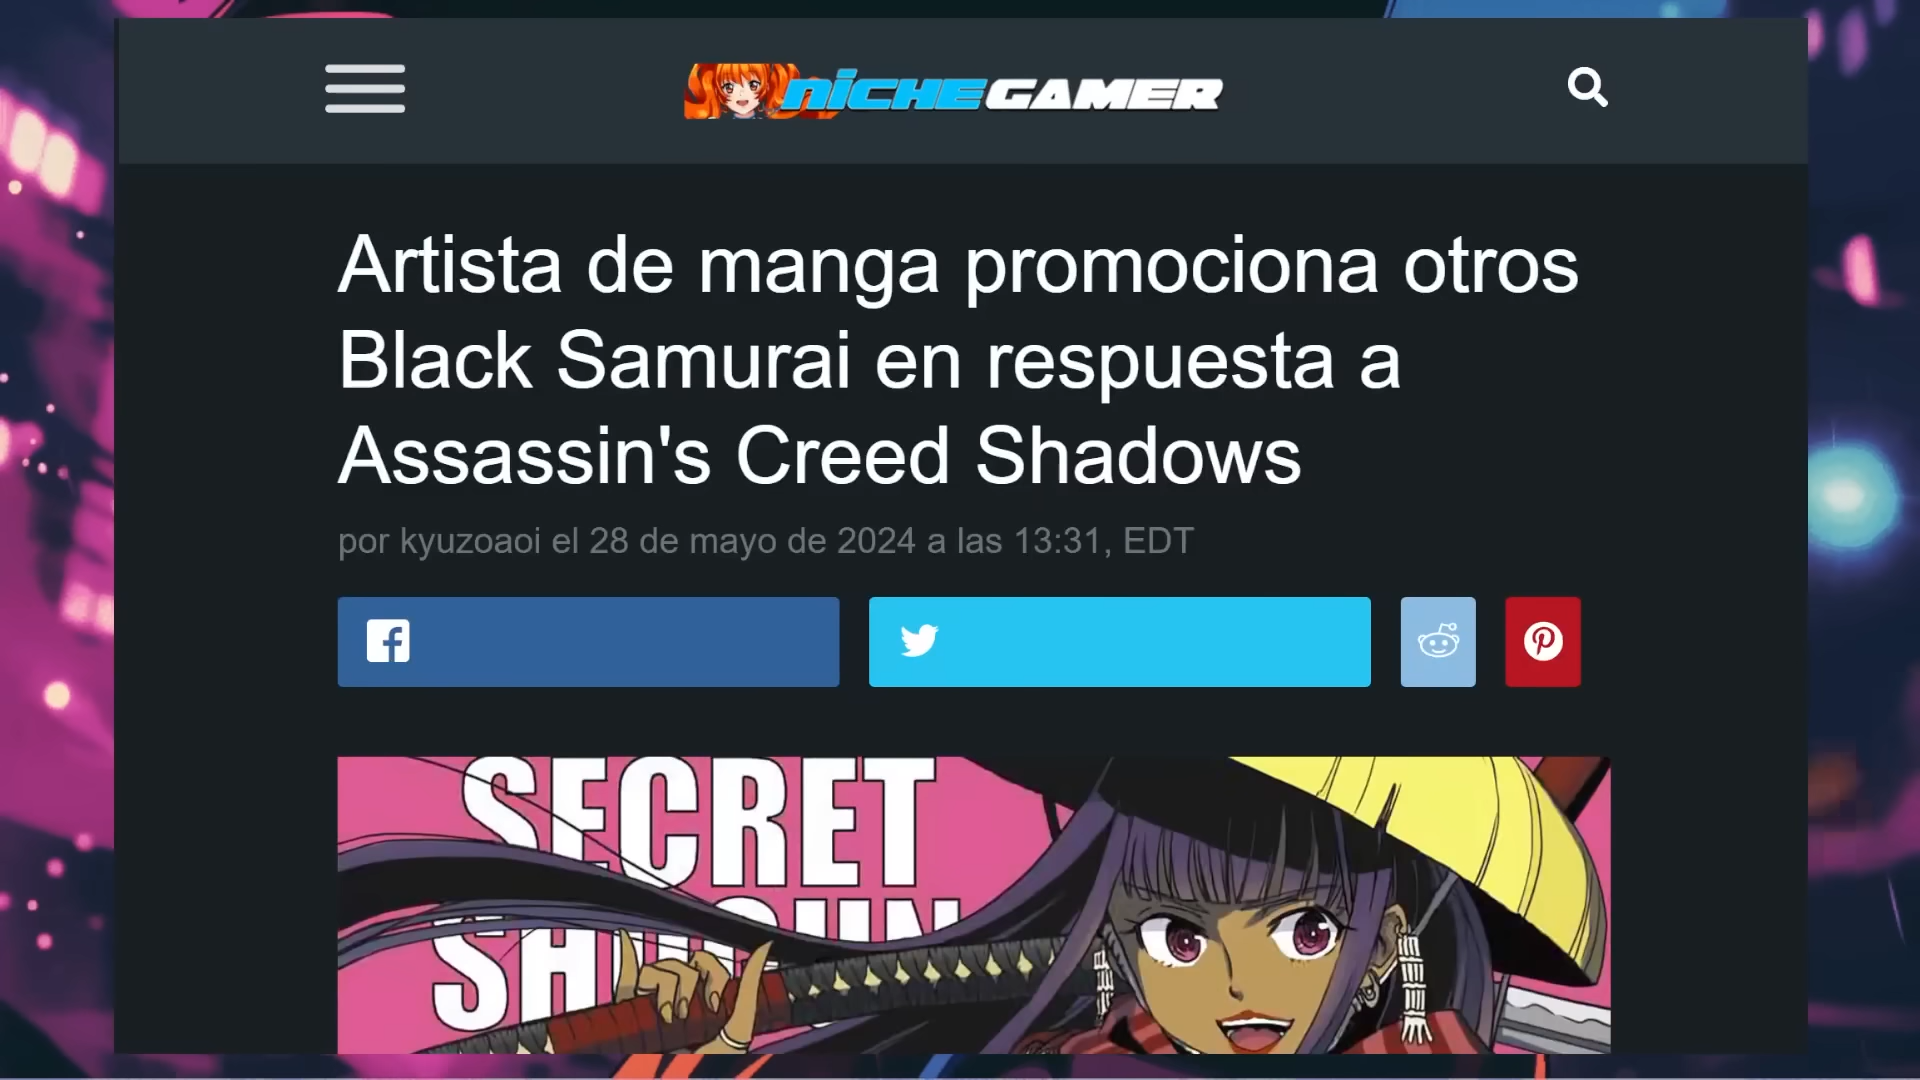 NICHEGAMER
Artista de manga promociona otros
Black Samurai en respuesta a
Assassin's Creed Shadows
por kyuzoaoi el 28 de mayo de 2024 a las 13:31, EDT
SECRET
SHOGUN